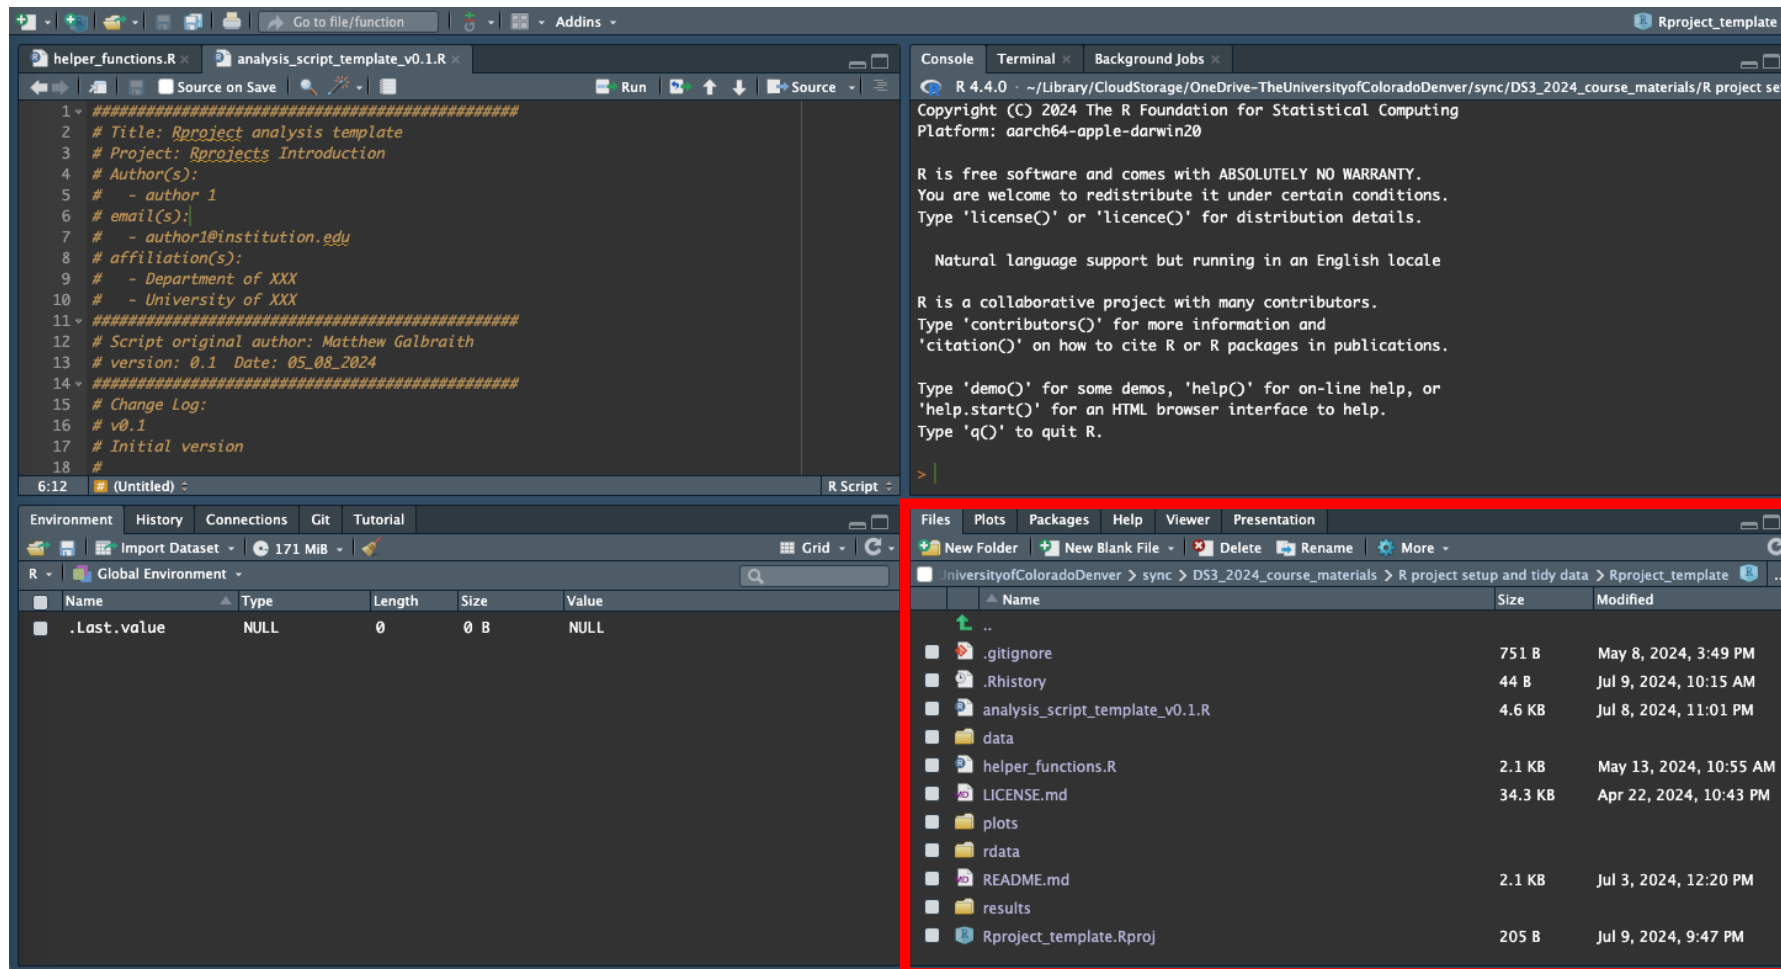 Go to file/function
Addins
Rproject_template
helper_functions.R
analysis_script_template_v0.1.R
Source on Save
Run
Source
1 ################################################
2 # Title: Rproject analysis template
3 # Project: Rprojects Introduction
4 # Author(s):
5 #   - author 1
6 # email(s):
7 #   - author1@institution.edu
8 # affiliation(s):
9 #   - Department of XXX
10 #   - University of XXX
11 ################################################
12 # Script original author: Matthew Galbraith
13 # version: 0.1  Date: 05_08_2024
14 ################################################
15 # Change Log:
16 # v0.1
17 # Initial version
18 #
6:12 # (Untitled) R Script
Console Terminal Background Jobs
R 4.4.0 · ~/Library/CloudStorage/OneDrive-TheUniversityofColoradoDenver/sync/DS3_2024_course_materials/R project se
Copyright (C) 2024 The R Foundation for Statistical Computing
Platform: aarch64-apple-darwin20
R is free software and comes with ABSOLUTELY NO WARRANTY.
You are welcome to redistribute it under certain conditions.
Type 'license()' or 'licence()' for distribution details.
Natural language support but running in an English locale
R is a collaborative project with many contributors.
Type 'contributors()' for more information and
'citation()' on how to cite R or R packages in publications.
Type 'demo()' for some demos, 'help()' for on-line help, or
'help.start()' for an HTML browser interface to help.
Type 'q()' to quit R.
>
Environment History Connections Git Tutorial
Import Dataset 171 MiB Grid
R Global Environment
Name Type Length Size Value
.Last.value NULL 0 0 B NULL
Files Plots Packages Help Viewer Presentation
New Folder New Blank File Delete Rename More
UniversityofColoradoDenver > sync > DS3_2024_course_materials > R project setup and tidy data > Rproject_template
Name Size Modified
..
.gitignore 751 B May 8, 2024, 3:49 PM
.Rhistory 44 B Jul 9, 2024, 10:15 AM
analysis_script_template_v0.1.R 4.6 KB Jul 8, 2024, 11:01 PM
data
helper_functions.R 2.1 KB May 13, 2024, 10:55 AM
LICENSE.md 34.3 KB Apr 22, 2024, 10:43 PM
plots
rdata
README.md 2.1 KB Jul 3, 2024, 12:20 PM
results
Rproject_template.Rproj 205 B Jul 9, 2024, 9:47 PM